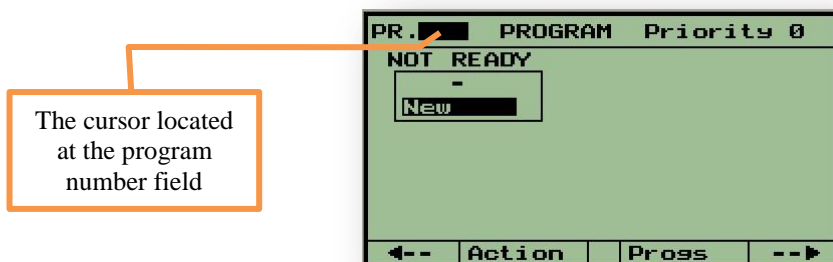 PR. PROGRAM Priority 0
NOT READY
-
New
The cursor located
at the program
number field
◄-- Action Progs --►